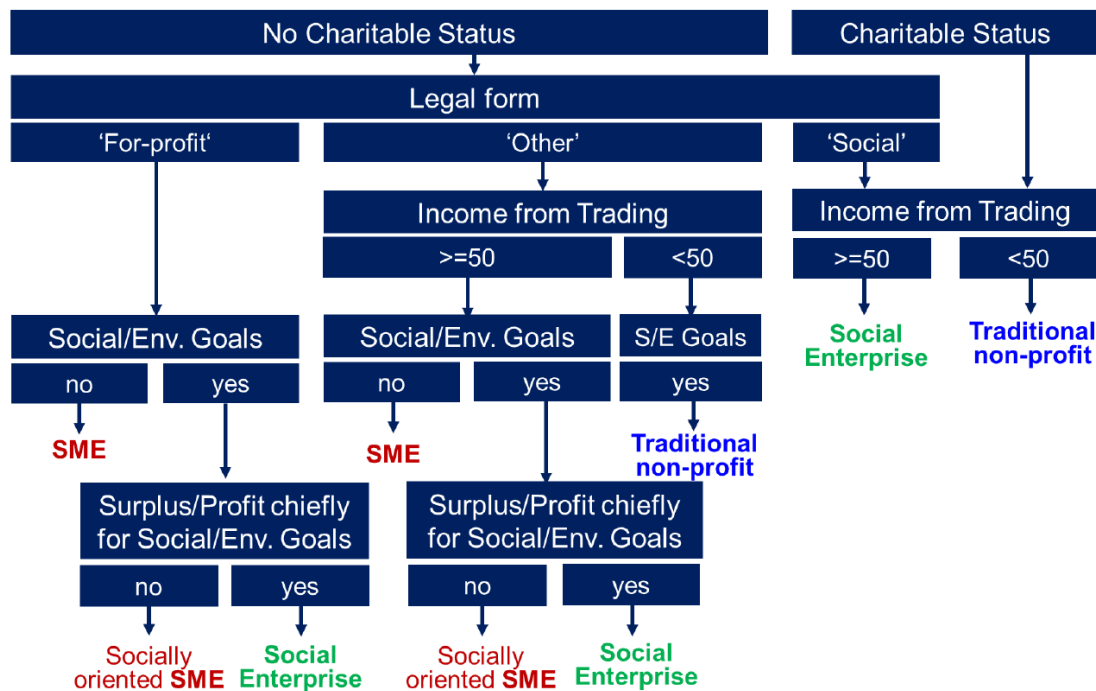 No Charitable Status
Charitable Status
Legal form
‘For-profit‘
‘Other’
‘Social’
Income from Trading
Income from Trading
>=50
<50
>=50
<50
Social/Env. Goals
Social/Env. Goals
S/E Goals
Social
Enterprise
Traditional
non-profit
no
yes
no
yes
yes
SME
SME
Traditional
non-profit
Surplus/Profit chiefly
for Social/Env. Goals
Surplus/Profit chiefly
for Social/Env. Goals
no
yes
no
yes
Socially
oriented SME
Social
Enterprise
Socially
oriented SME
Social
Enterprise